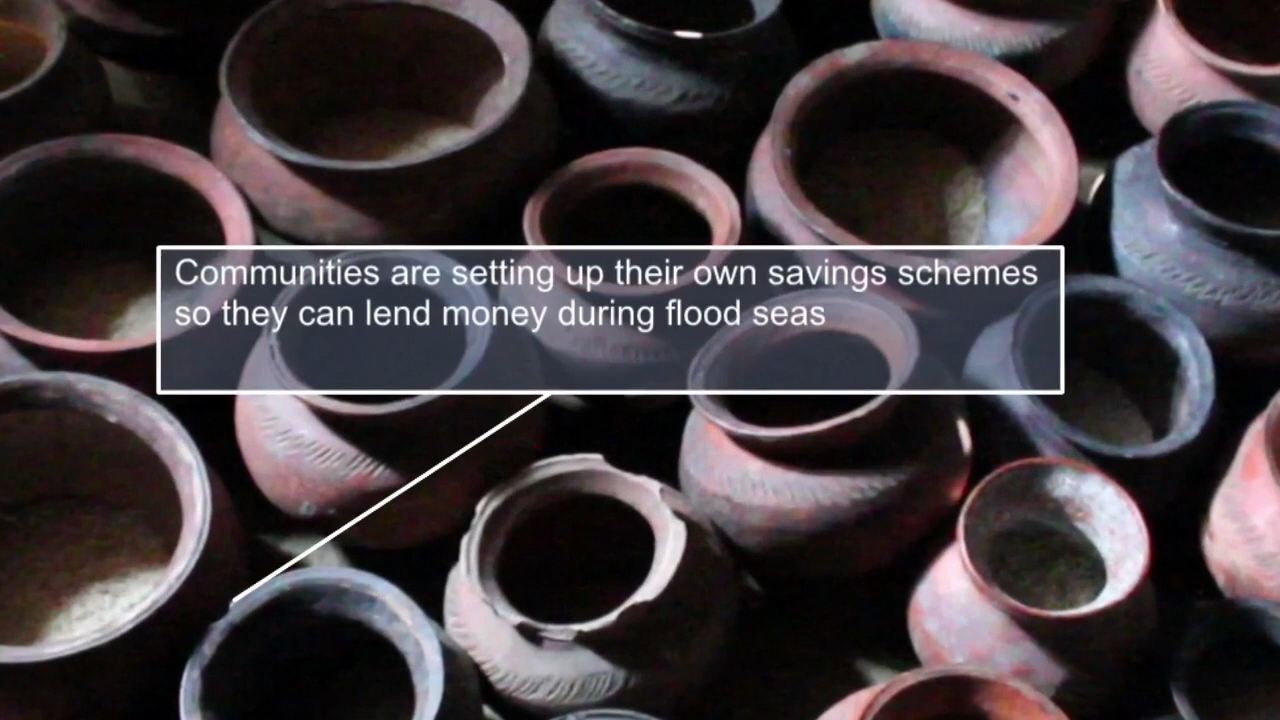 Communities are setting up their own savings schemes
so they can lend money during flood seas